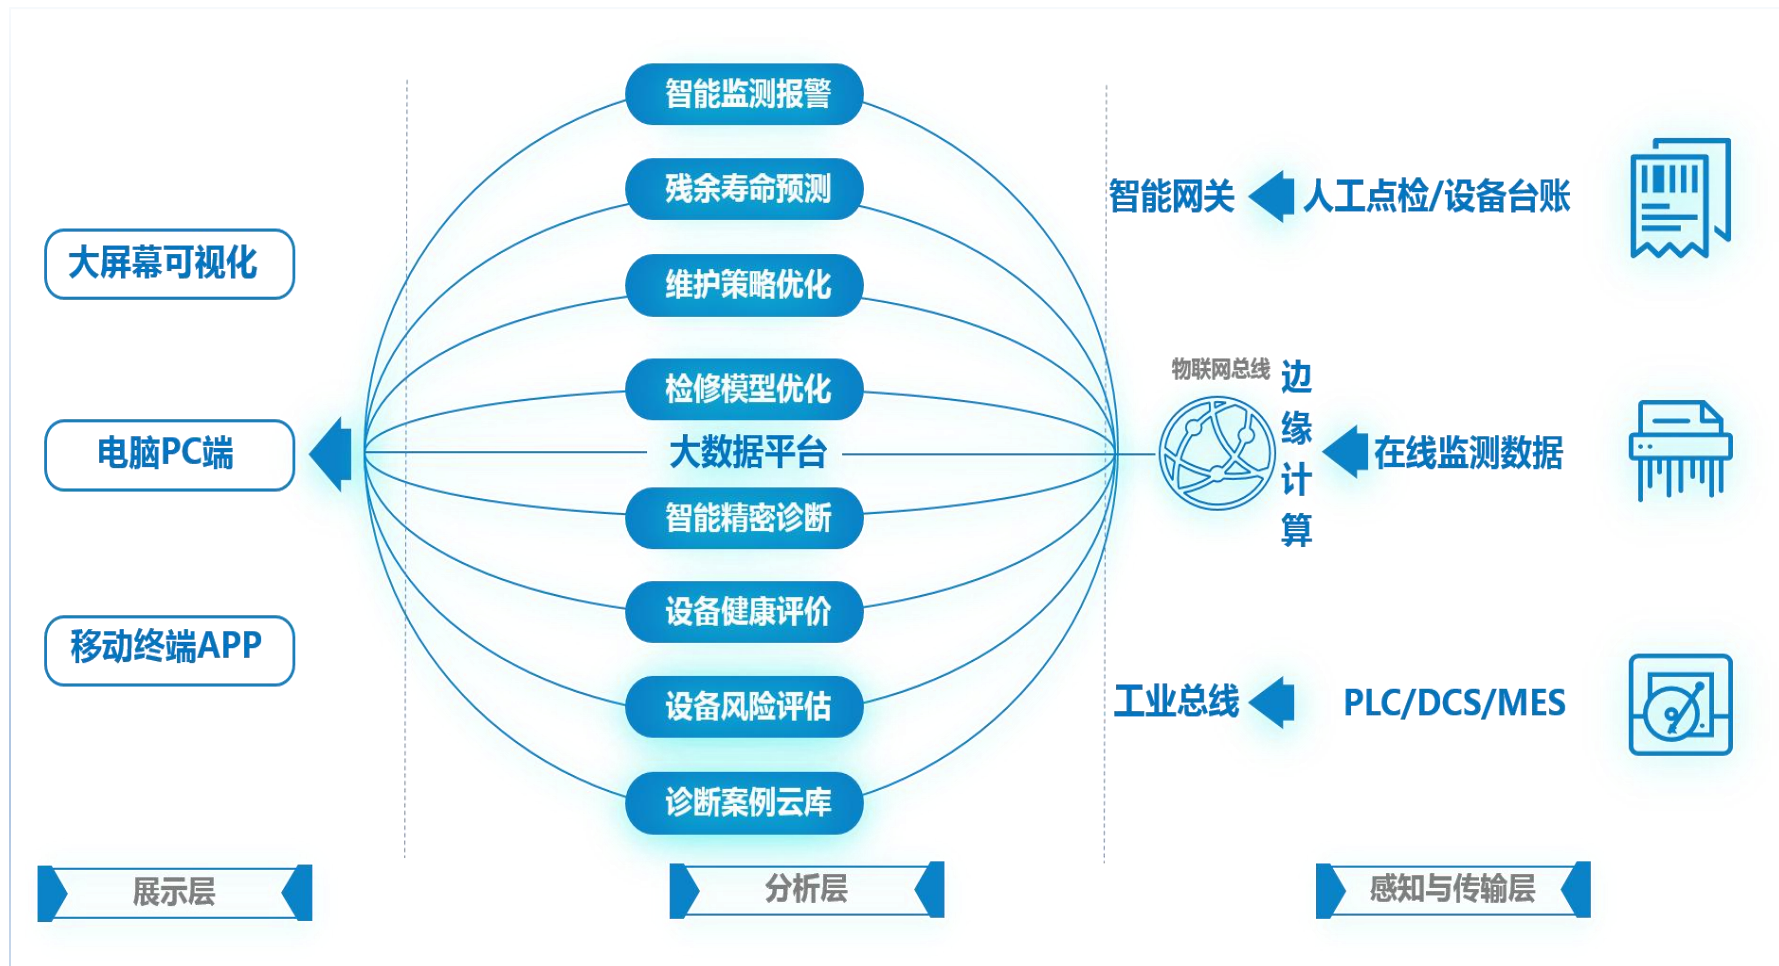 大屏幕可视化
电脑PC端
移动终端APP
展示层
智能监测报警
残余寿命预测
维护策略优化
检修模型优化
大数据平台
智能精密诊断
设备健康评价
设备风险评估
诊断案例云库
分析层
智能网关
人工点检/设备台账
物联网总线
边缘计算
在线监测数据
工业总线
PLC/DCS/MES
感知与传输层